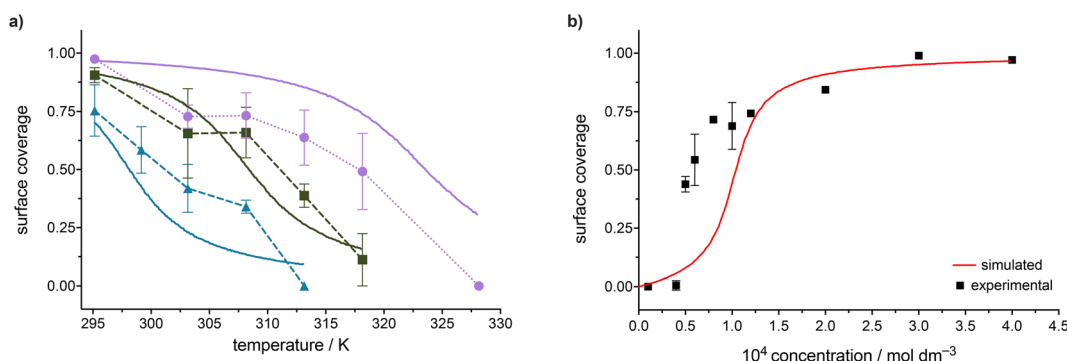 a)
surface coverage
1.00
0.75
0.50
0.25
0.00
295 300 305 310 315 320 325 330
temperature / K
b)
surface coverage
1.00
0.75
0.50
0.25
0.00
simulated
experimental
0.0 0.5 1.0 1.5 2.0 2.5 3.0 3.5 4.0 4.5
10⁴ concentration / mol dm⁻³